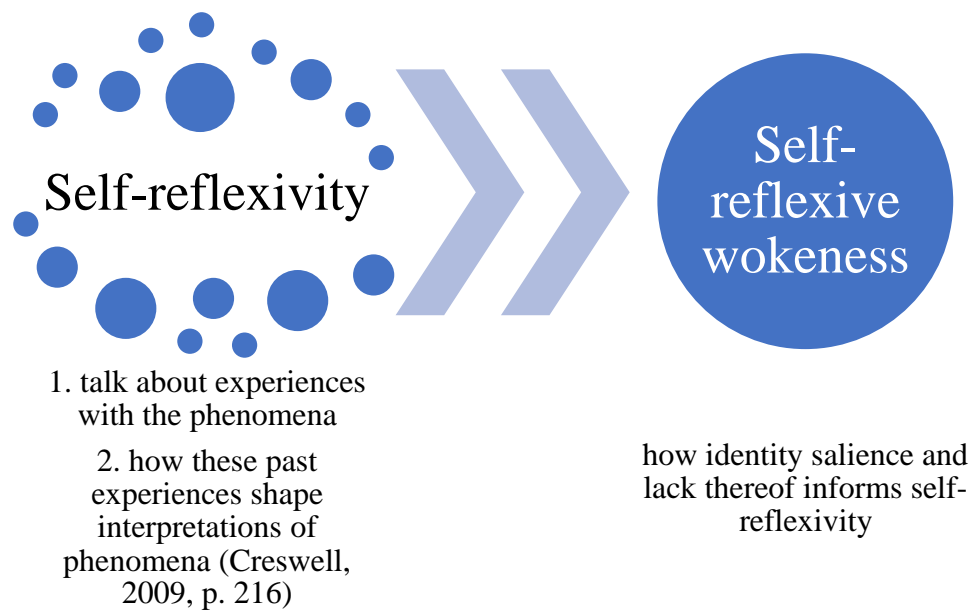 Self-reflexivity
1. talk about experiences
with the phenomena
2. how these past
experiences shape
interpretations of
phenomena (Creswell,
2009, p. 216)
Self-
reflexive
wokeness
how identity salience and
lack thereof informs self-
reflexivity